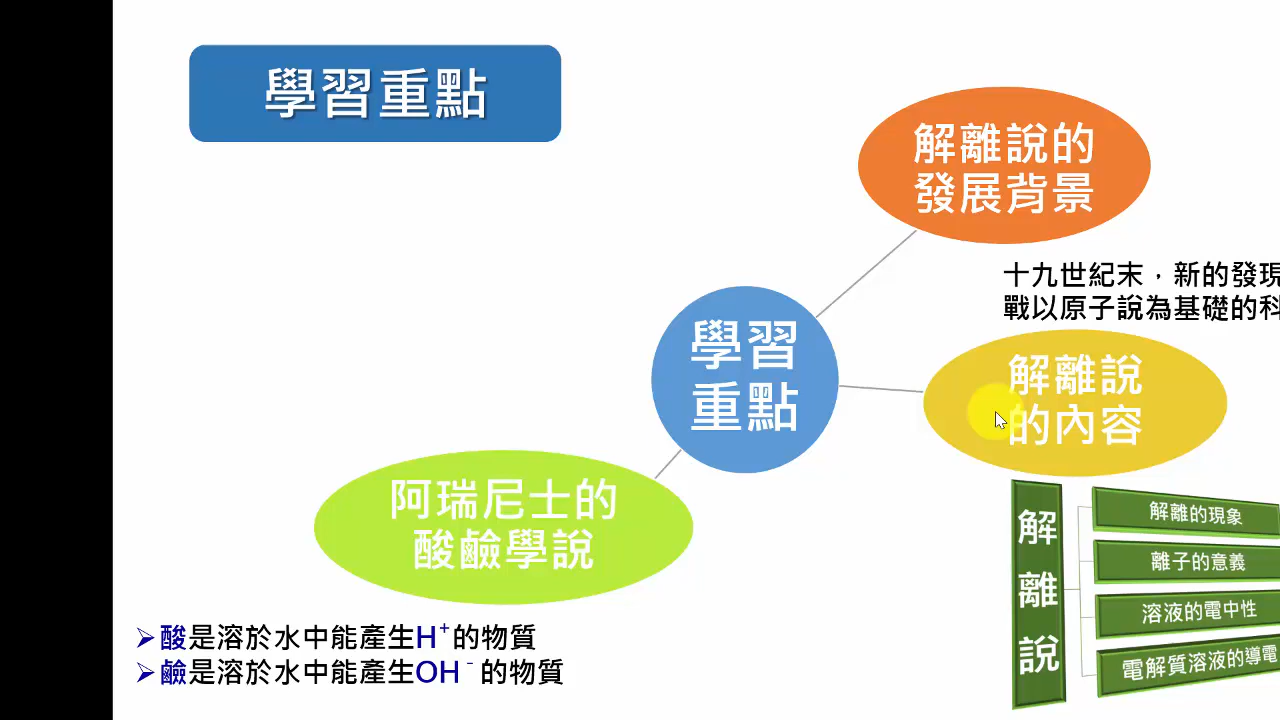 學習重點
解離說的
發展背景
十九世紀末，新的發現
戰以原子說為基礎的科
學習
重點
解離說
的內容
阿瑞尼士的
酸鹼學說
解離說
解離的現象
離子的意義
溶液的電中性
電解質溶液的導電
➢酸是溶於水中能產生H⁺的物質
➢鹼是溶於水中能產生OH⁻的物質